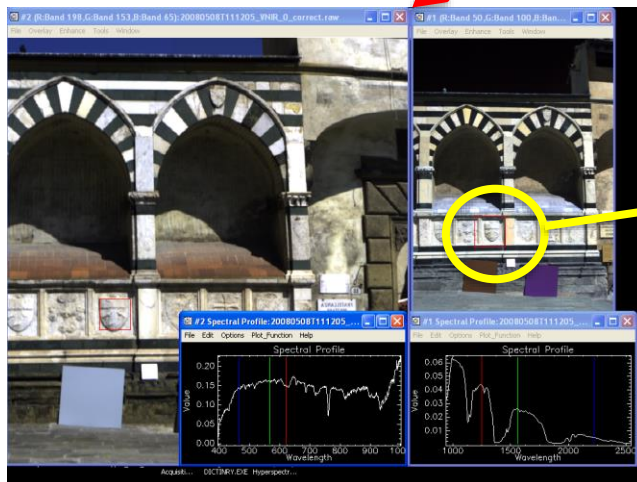 #2 (R:Band 198,G:Band 153,B:Band 65):20080508T111205_VNIR_0_correct.raw
File Overlay Enhance Tools Window
#1 (R:Band 50,G:Band 100,B:Ban...
File Overlay Enhance Tools Window
#2 Spectral Profile:20080508T111205_...
File Edit Options Plot_Function Help
Spectral Profile
Value
0.20
0.15
0.10
0.05
0.00
400 500 600 700 800 900 100
Wavelength
#1 Spectral Profile:20080508T111205_...
File Edit Options Plot_Function Help
Spectral Profile
Value
0.06
0.05
0.04
0.03
0.02
0.01
1000 1500 2000 2500
Wavelength
Acquisiti... DICTINRY.EXE Hyperspectr...